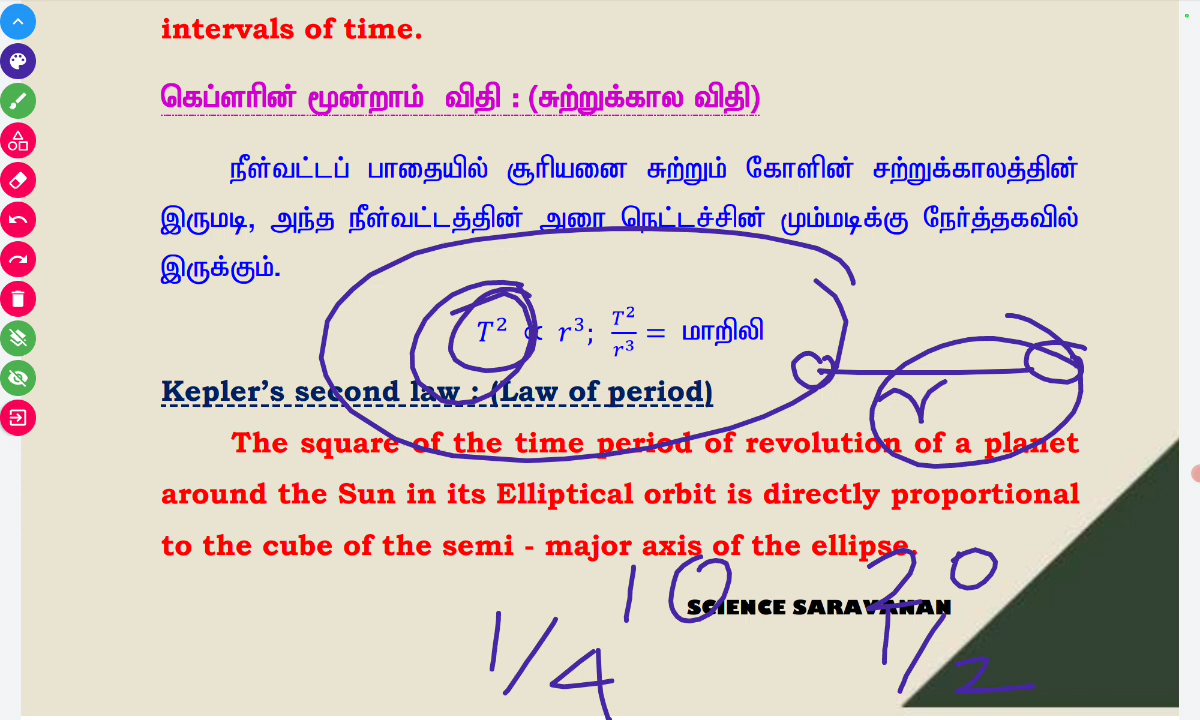 intervals of time.
கெப்ளரின் மூன்றாம் விதி : (சுற்றுக்கால விதி)
நீள்வட்டப் பாதையில் சூரியனை சுற்றும் கோளின் சற்றுக்காலத்தின்
இருமடி, அந்த நீள்வட்டத்தின் அரை நெட்டச்சின் மும்மடிக்கு நேர்த்தகவில்
இருக்கும்.
T² ∝ r³; T²/r³ = மாறிலி
Kepler's second law : (Law of period)
r
The square of the time period of revolution of a planet
around the Sun in its Elliptical orbit is directly proportional
to the cube of the semi - major axis of the ellipse.
10 20
SCIENCE SARAVANAN
1/4 1/2